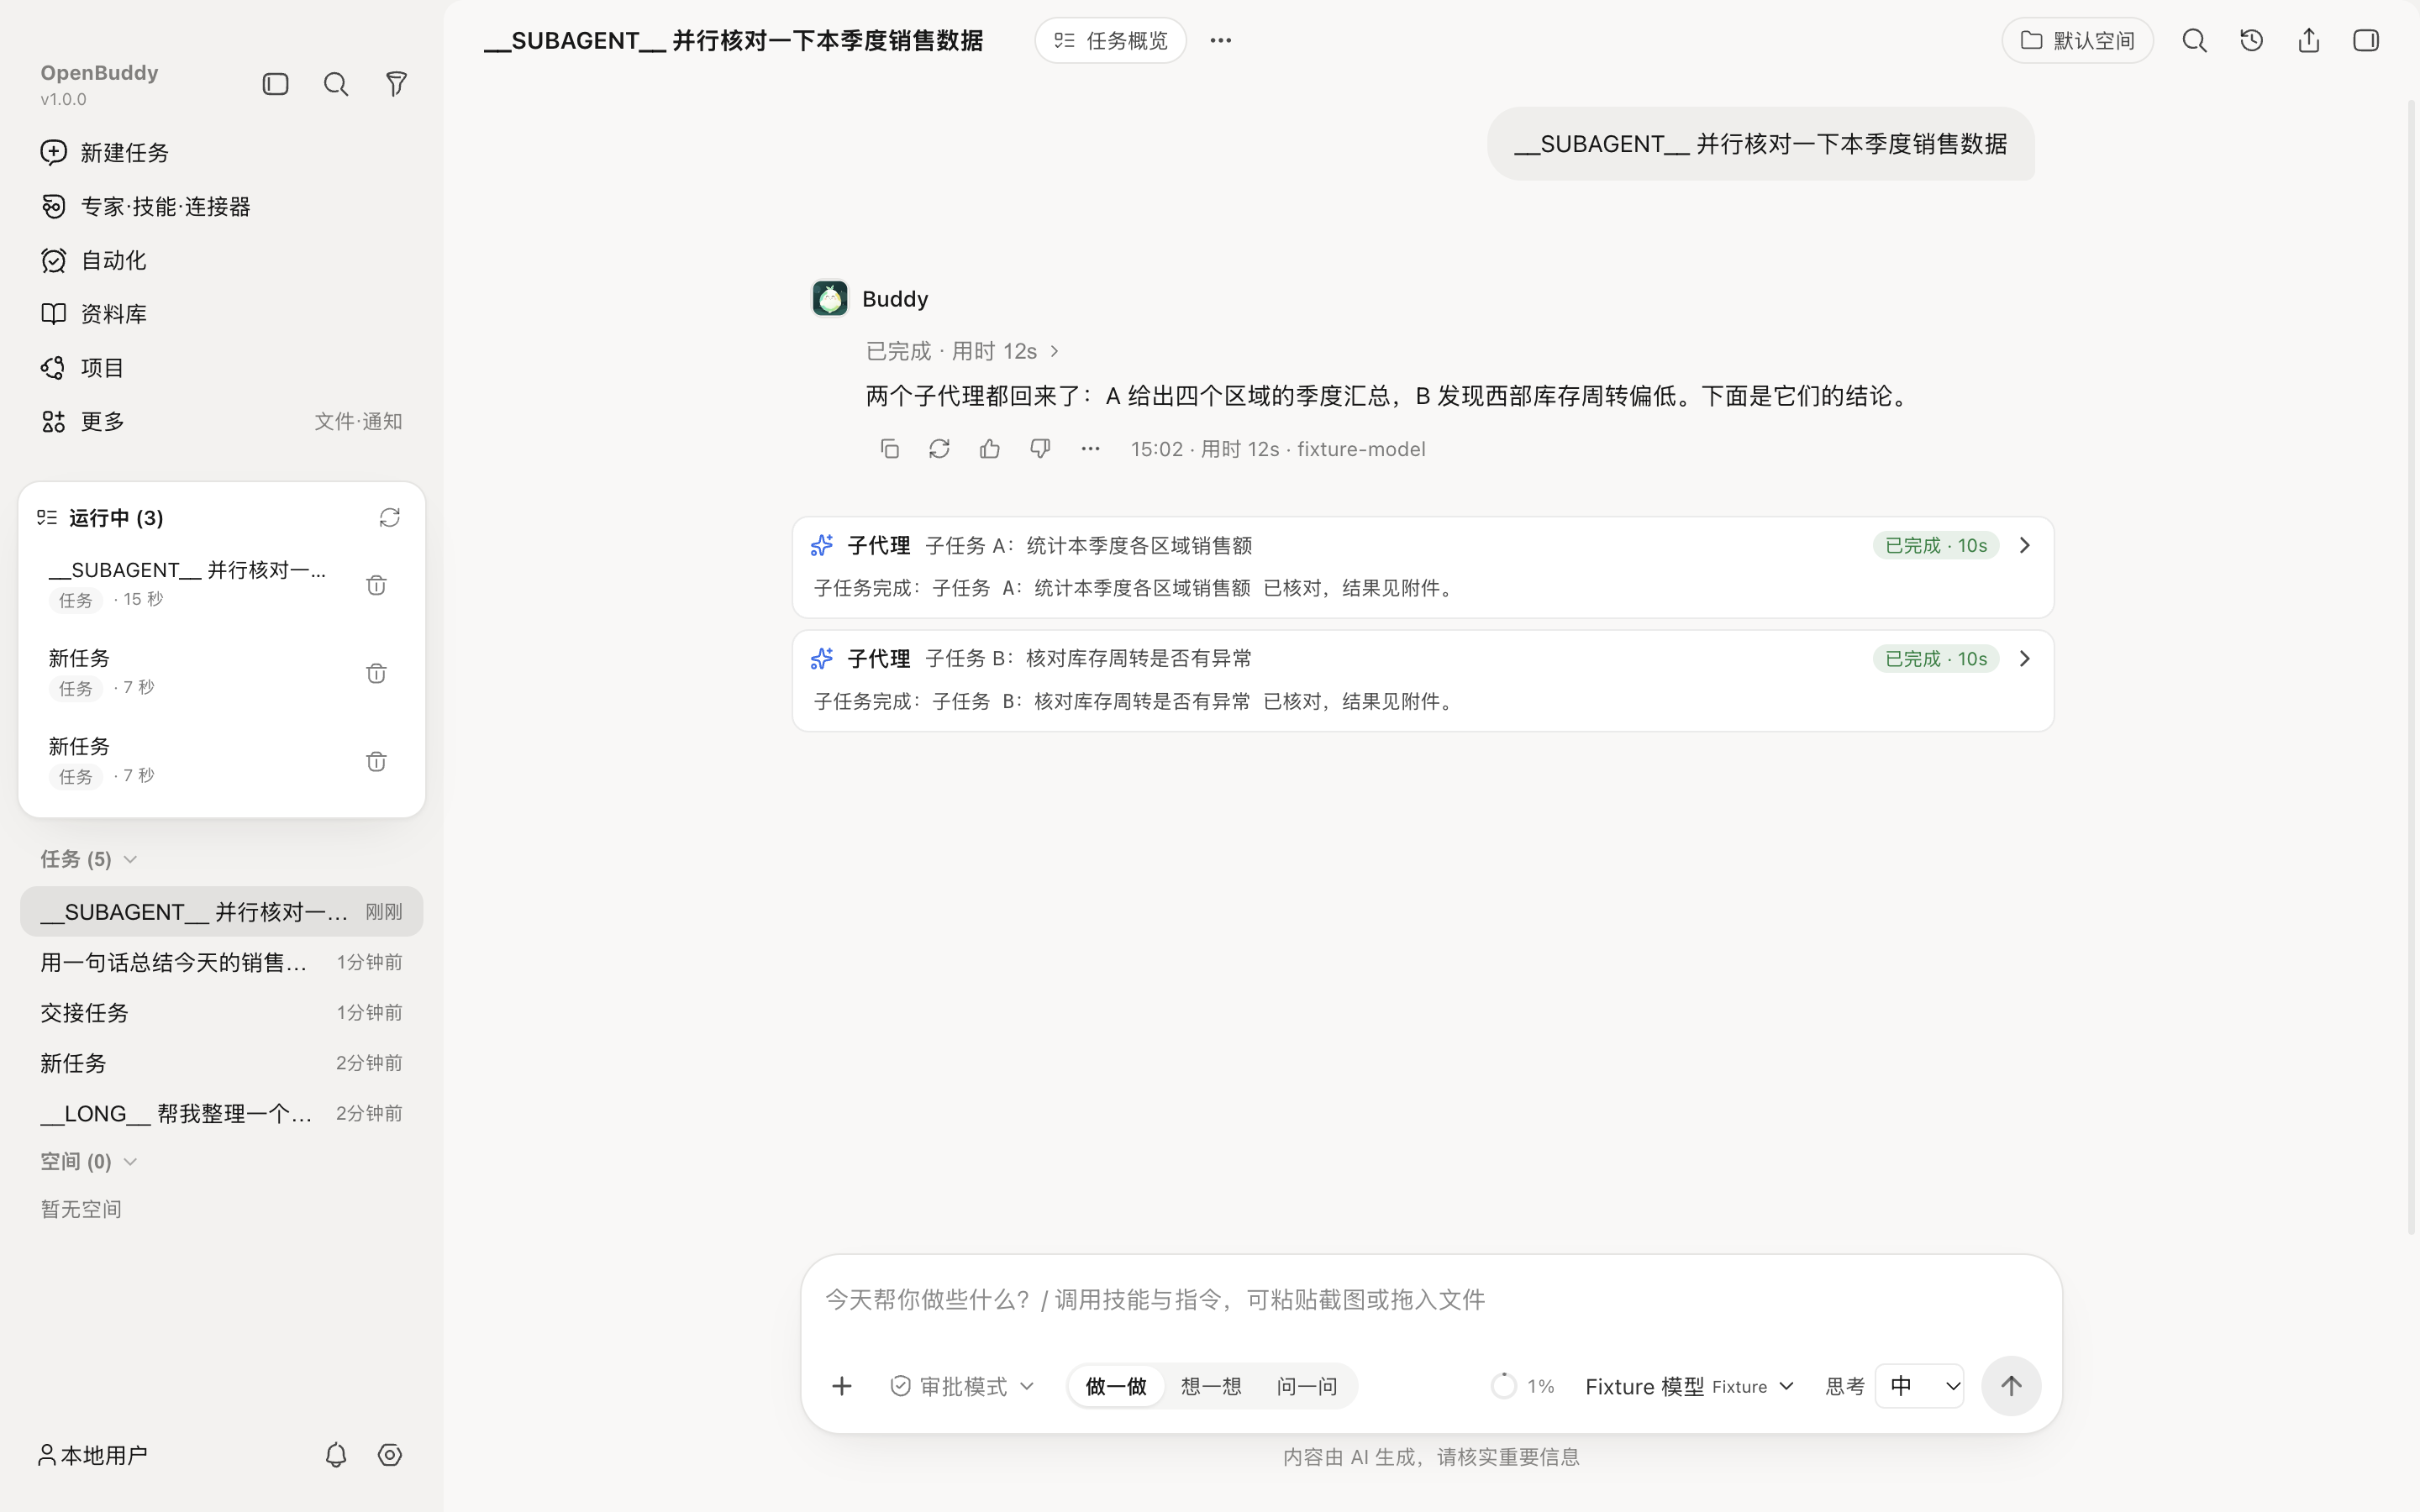 OpenBuddy
v1.0.0
新建任务
专家·技能·连接器
自动化
资料库
项目
更多 文件·通知
运行中 (3)
__SUBAGENT__ 并行核对一...
任务 · 15 秒
新任务
任务 · 7 秒
新任务
任务 · 7 秒
任务 (5)
__SUBAGENT__ 并行核对一... 刚刚
用一句话总结今天的销售... 1分钟前
交接任务 1分钟前
新任务 2分钟前
__LONG__ 帮我整理一个... 2分钟前
空间 (0)
暂无空间
本地用户
__SUBAGENT__ 并行核对一下本季度销售数据 任务概览 默认空间
__SUBAGENT__ 并行核对一下本季度销售数据
Buddy
已完成 · 用时 12s
两个子代理都回来了：A 给出四个区域的季度汇总，B 发现西部库存周转偏低。下面是它们的结论。
15:02 · 用时 12s · fixture-model
子代理 子任务 A：统计本季度各区域销售额 已完成 · 10s
子任务完成：子任务 A：统计本季度各区域销售额 已核对，结果见附件。
子代理 子任务 B：核对库存周转是否有异常 已完成 · 10s
子任务完成：子任务 B：核对库存周转是否有异常 已核对，结果见附件。
今天帮你做些什么？/ 调用技能与指令，可粘贴截图或拖入文件
审批模式 做一做 想一想 问一问 1% Fixture 模型 Fixture 思考 中
内容由 AI 生成，请核实重要信息